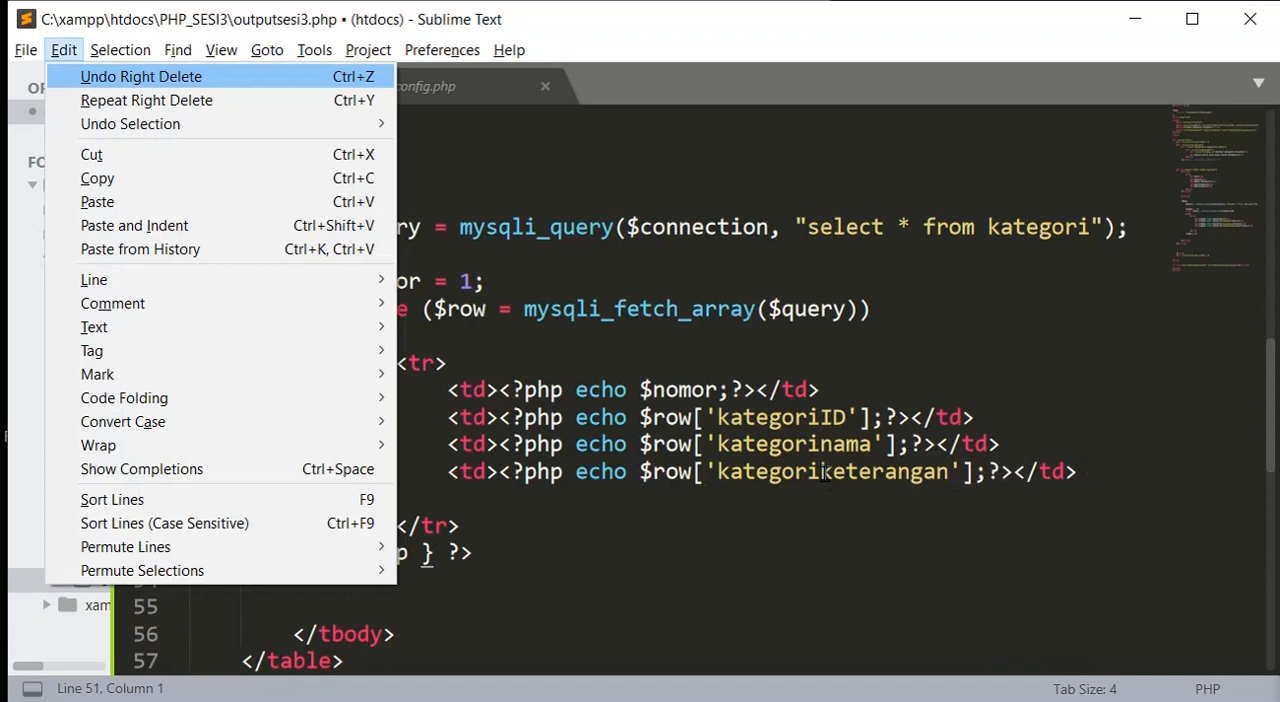 C:\xampp\htdocs\PHP_SESI3\outputsesi3.php • (htdocs) - Sublime Text
File Edit Selection Find View Goto Tools Project Preferences Help
Undo Right Delete Ctrl+Z
Repeat Right Delete Ctrl+Y
Undo Selection
Cut Ctrl+X
Copy Ctrl+C
Paste Ctrl+V
Paste and Indent Ctrl+Shift+V
Paste from History Ctrl+K, Ctrl+V
Line
Comment
Text
Tag
Mark
Code Folding
Convert Case
Wrap
Show Completions Ctrl+Space
Sort Lines F9
Sort Lines (Case Sensitive) Ctrl+F9
Permute Lines
Permute Selections
config.php
ry = mysqli_query($connection, "select * from kategori");
or = 1;
e ($row = mysqli_fetch_array($query))
<tr>
<td><?php echo $nomor;?></td>
<td><?php echo $row['kategoriID'];?></td>
<td><?php echo $row['kategorinama'];?></td>
<td><?php echo $row['kategoriketerangan'];?></td>
</tr>
p } ?>
55
56 </tbody>
57 </table>
xam
Line 51, Column 1
Tab Size: 4
PHP